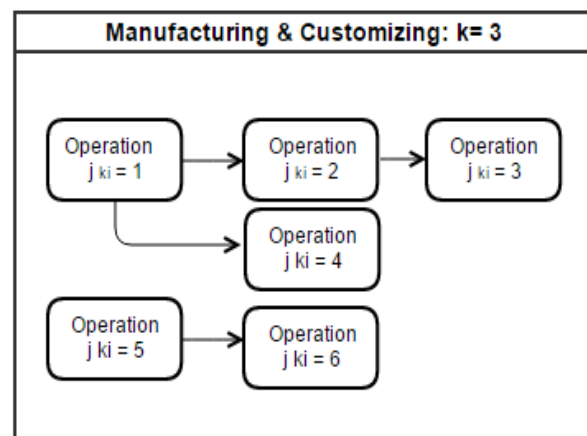 Manufacturing & Customizing: k= 3
Operation
j ki = 1
Operation
j ki = 2
Operation
j ki = 3
Operation
j ki = 4
Operation
j ki = 5
Operation
j ki = 6